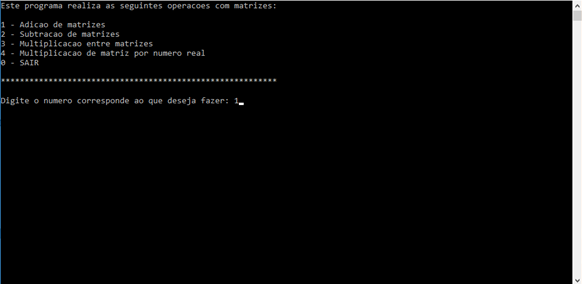 Este programa realiza as seguintes operacoes com matrizes:
1 - Adicao de matrizes
2 - Subtracao de matrizes
3 - Multiplicacao entre matrizes
4 - Multiplicacao de matriz por numero real
0 - SAIR
************************************************************
Digite o numero corresponde ao que deseja fazer: 1